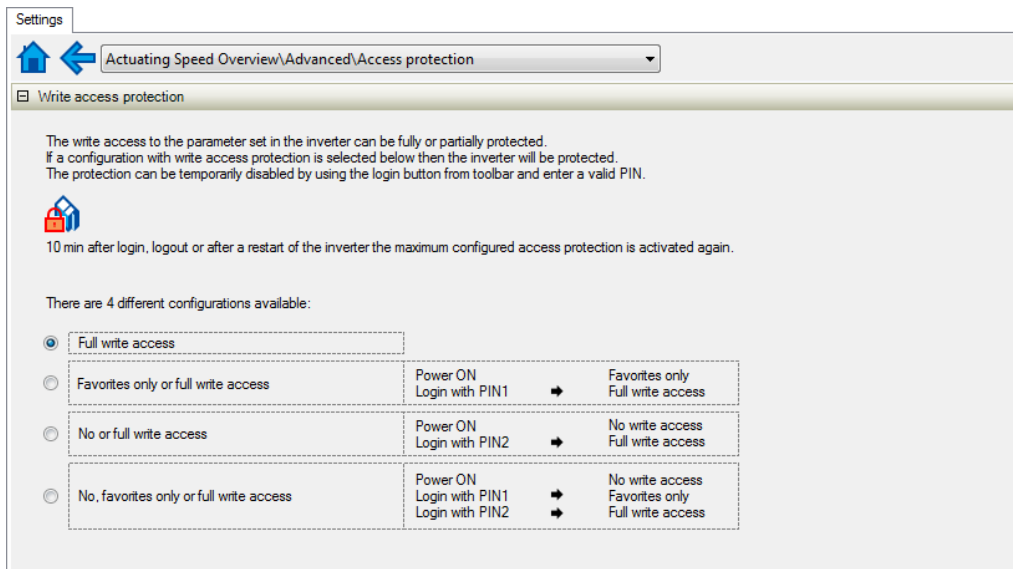 Settings
Actuating Speed Overview\Advanced\Access protection
Write access protection
The write access to the parameter set in the inverter can be fully or partially protected.
If a configuration with write access protection is selected below then the inverter will be protected.
The protection can be temporarily disabled by using the login button from toolbar and enter a valid PIN.
10 min after login, logout or after a restart of the inverter the maximum configured access protection is activated again.
There are 4 different configurations available:
Full write access
Favorites only or full write access
Power ON Favorites only
Login with PIN1 Full write access
No or full write access
Power ON No write access
Login with PIN2 Full write access
No, favorites only or full write access
Power ON No write access
Login with PIN1 Favorites only
Login with PIN2 Full write access